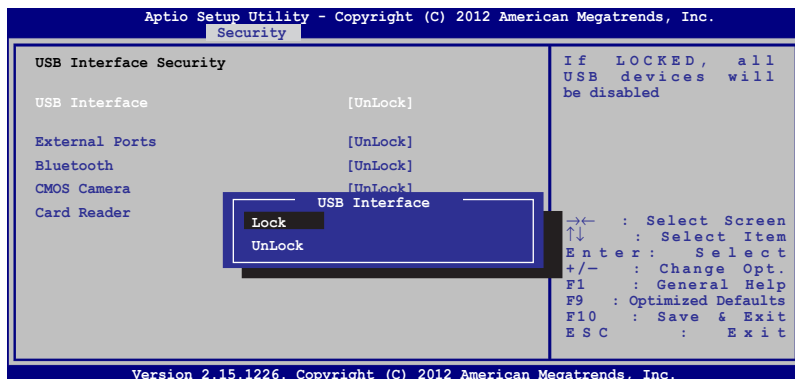 Aptio Setup Utility - Copyright (C) 2012 American Megatrends, Inc.
Security
USB Interface Security
USB Interface [UnLock]
External Ports [UnLock]
Bluetooth [UnLock]
CMOS Camera [UnLock]
Card Reader
USB Interface
Lock
UnLock
If LOCKED, all
USB devices will
be disabled
→← : Select Screen
↑↓ : Select Item
Enter: Select
+/— : Change Opt.
F1 : General Help
F9 : Optimized Defaults
F10 : Save & Exit
ESC : Exit
Version 2.15.1226. Copyright (C) 2012 American Megatrends, Inc.